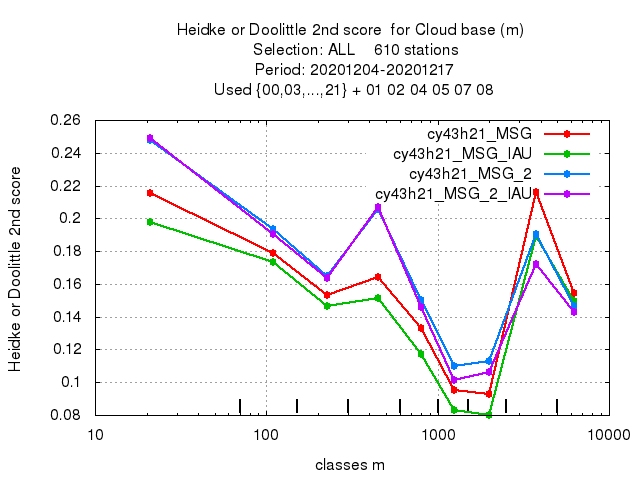 Heidke or Doolittle 2nd score  for Cloud base (m)
Selection: ALL    610 stations
Period: 20201204-20201217
Used {00,03,...,21} + 01 02 04 05 07 08
cy43h21_MSG
cy43h21_MSG_IAU
cy43h21_MSG_2
cy43h21_MSG_2_IAU
Heidke or Doolittle 2nd score
0.26
0.24
0.22
0.2
0.18
0.16
0.14
0.12
0.1
0.08
10 100 1000 10000
classes m